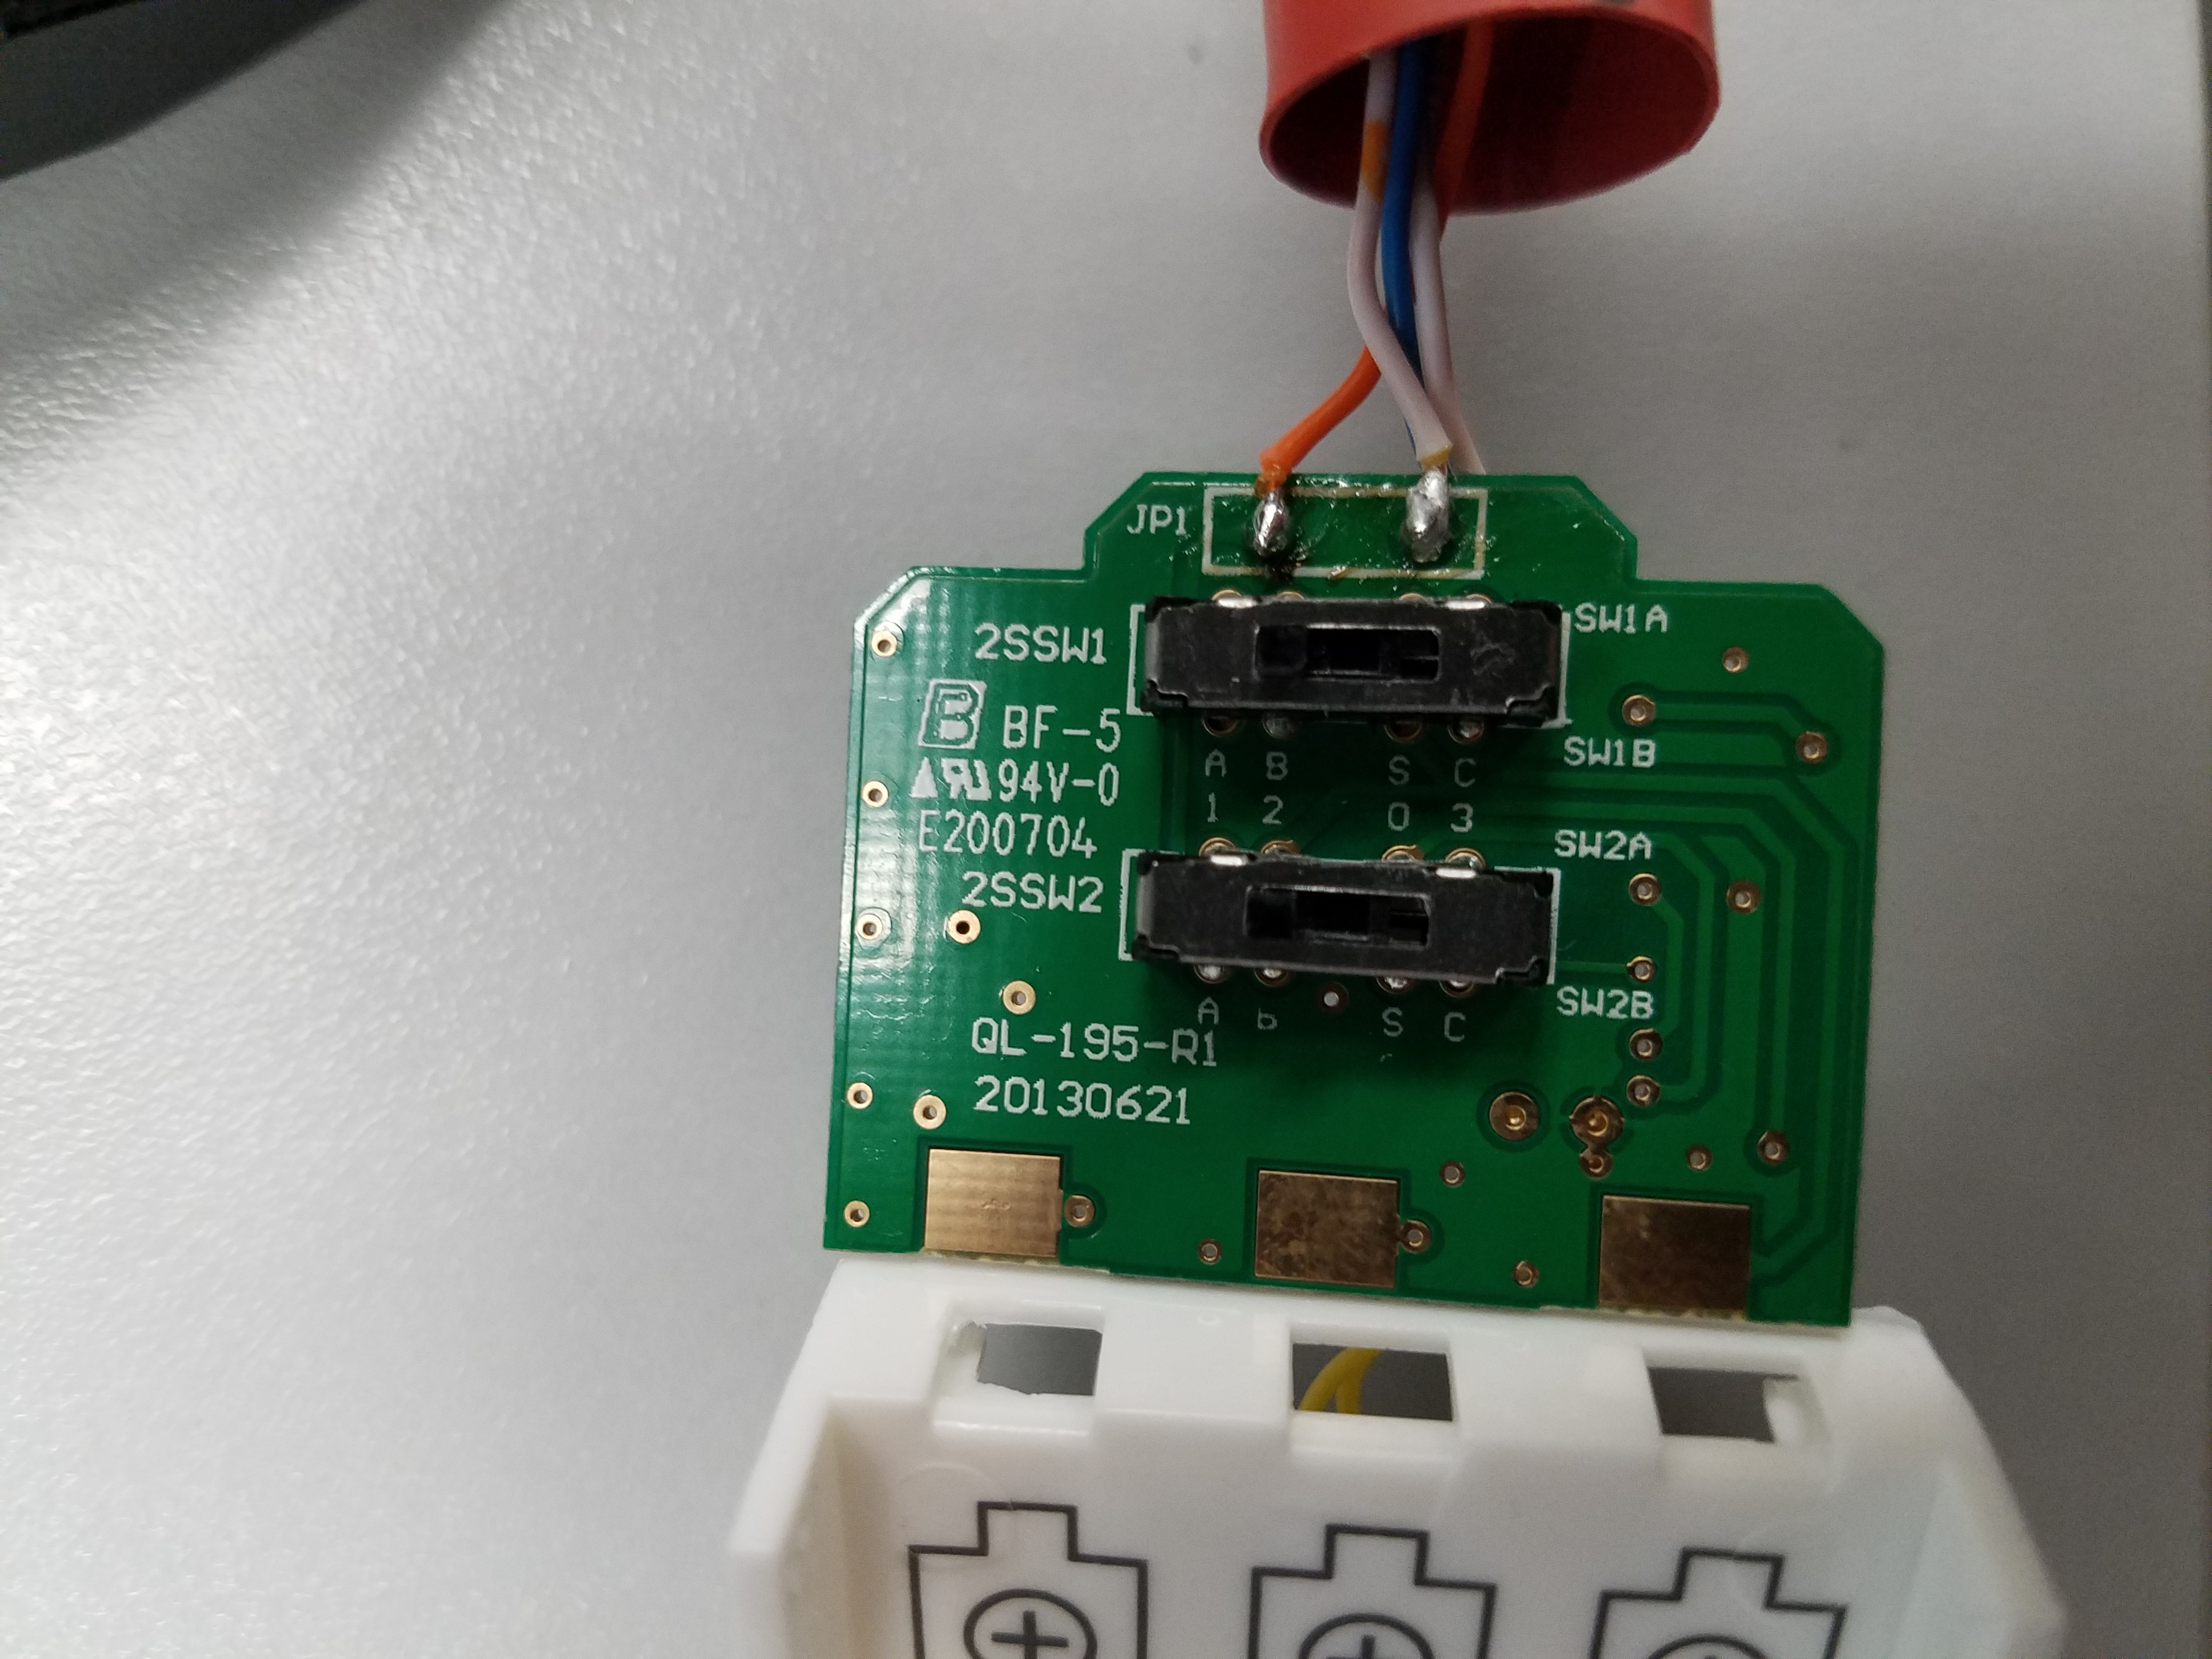 JP1
2SSW1
BF-5
94V-0
E200704
2SSW2
QL-195-R1
20130621
A B S C
1 2 0 3
A b S C
SW1A
SW1B
SW2A
SW2B
+
+